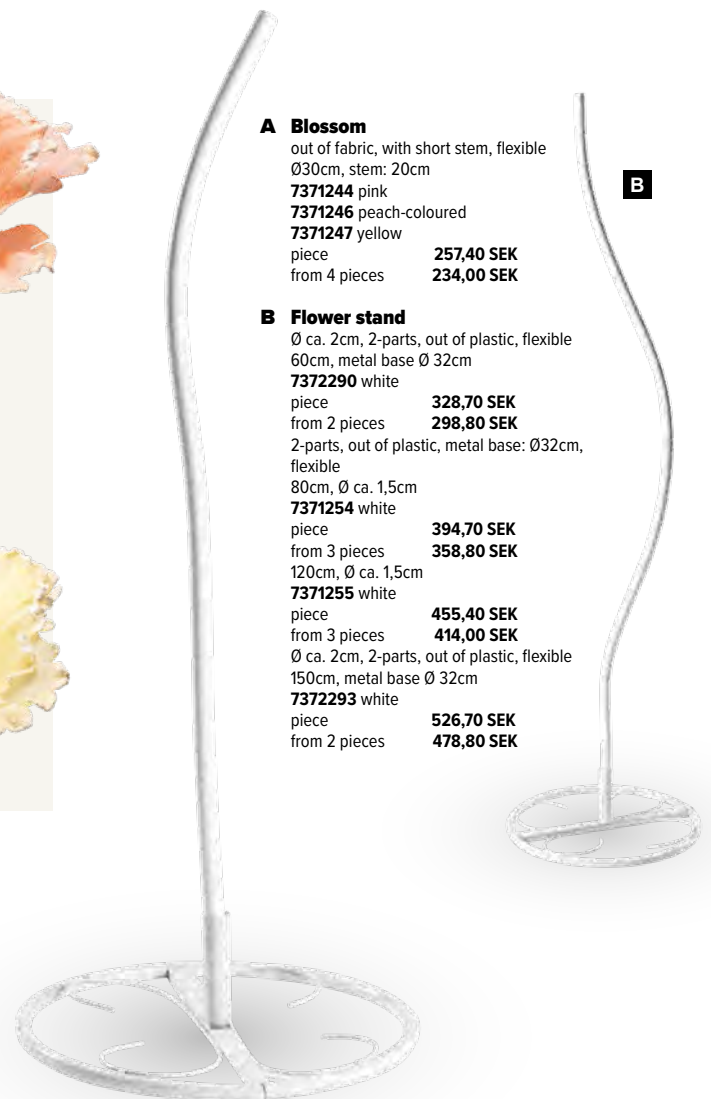 A Blossom
out of fabric, with short stem, flexible
Ø30cm, stem: 20cm
7371244 pink
7371246 peach-coloured
7371247 yellow
piece 257,40 SEK
from 4 pieces 234,00 SEK
B Flower stand
Ø ca. 2cm, 2-parts, out of plastic, flexible
60cm, metal base Ø 32cm
7372290 white
piece 328,70 SEK
from 2 pieces 298,80 SEK
2-parts, out of plastic, metal base: Ø32cm,
flexible
80cm, Ø ca. 1,5cm
7371254 white
piece 394,70 SEK
from 3 pieces 358,80 SEK
120cm, Ø ca. 1,5cm
7371255 white
piece 455,40 SEK
from 3 pieces 414,00 SEK
Ø ca. 2cm, 2-parts, out of plastic, flexible
150cm, metal base Ø 32cm
7372293 white
piece 526,70 SEK
from 2 pieces 478,80 SEK
B